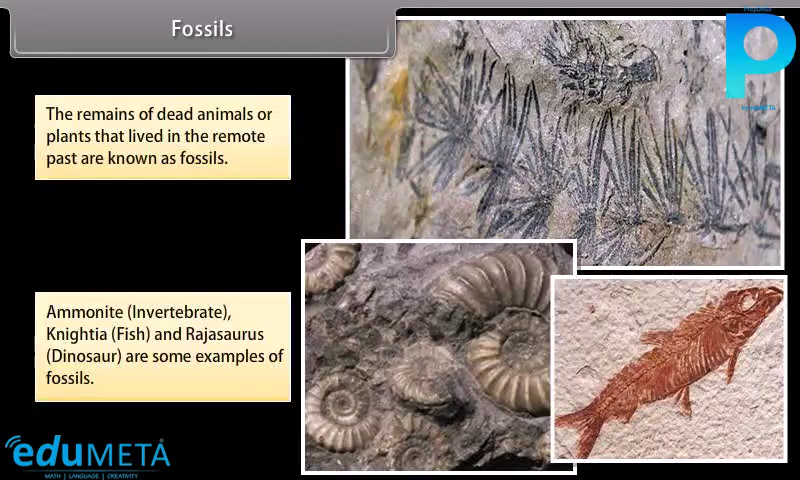 Fossils
The remains of dead animals or
plants that lived in the remote
past are known as fossils.
Ammonite (Invertebrate),
Knightia (Fish) and Rajasaurus
(Dinosaur) are some examples of
fossils.
P
eduMETA
MATH | LANGUAGE | CREATIVITY